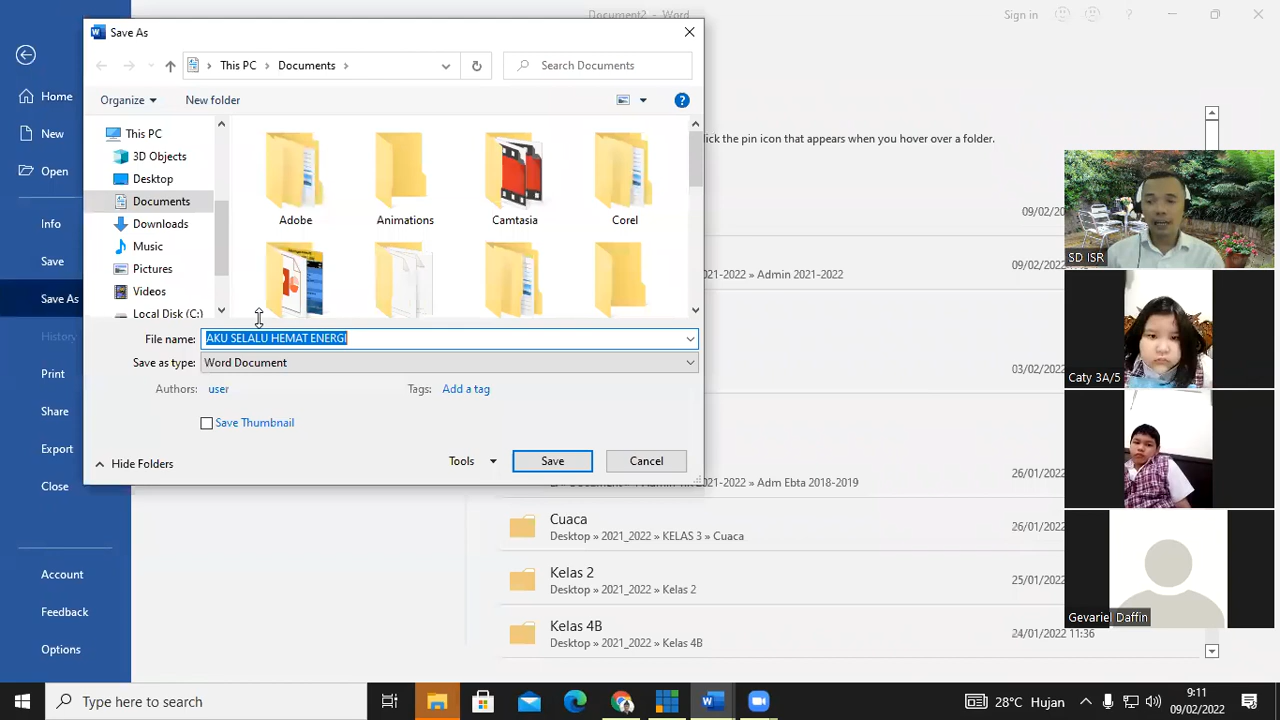 Document2 - Word
Sign in
?
Save As
This PC > Documents >
Search Documents
Organize
New folder
?
Home
New
Open
Info
Save
Save As
History
Print
Share
Export
Close
Account
Feedback
Options
This PC
3D Objects
Desktop
Documents
Downloads
Music
Pictures
Videos
Local Disk (C:)
Adobe
Animations
Camtasia
Corel
File name: AKU SELALU HEMAT ENERGI
Save as type: Word Document
Authors: user
Tags: Add a tag
Save Thumbnail
Hide Folders
Tools
Save
Cancel
lick the pin icon that appears when you hover over a folder.
09/02/20
2021-2022 » Admin 2021-2022
09/02/20
03/02/202
26/01/202
2021-2022 » Adm Ebta 2018-2019
Cuaca
Desktop » 2021_2022 » KELAS 3 » Cuaca
26/01/202
Kelas 2
Desktop » 2021_2022 » Kelas 2
25/01/202
Kelas 4B
Desktop » 2021_2022 » Kelas 4B
24/01/2022 11:36
SD ISR
Caty 3A/5
Gevariel Daffin
Type here to search
28°C Hujan
9:11
09/02/2022